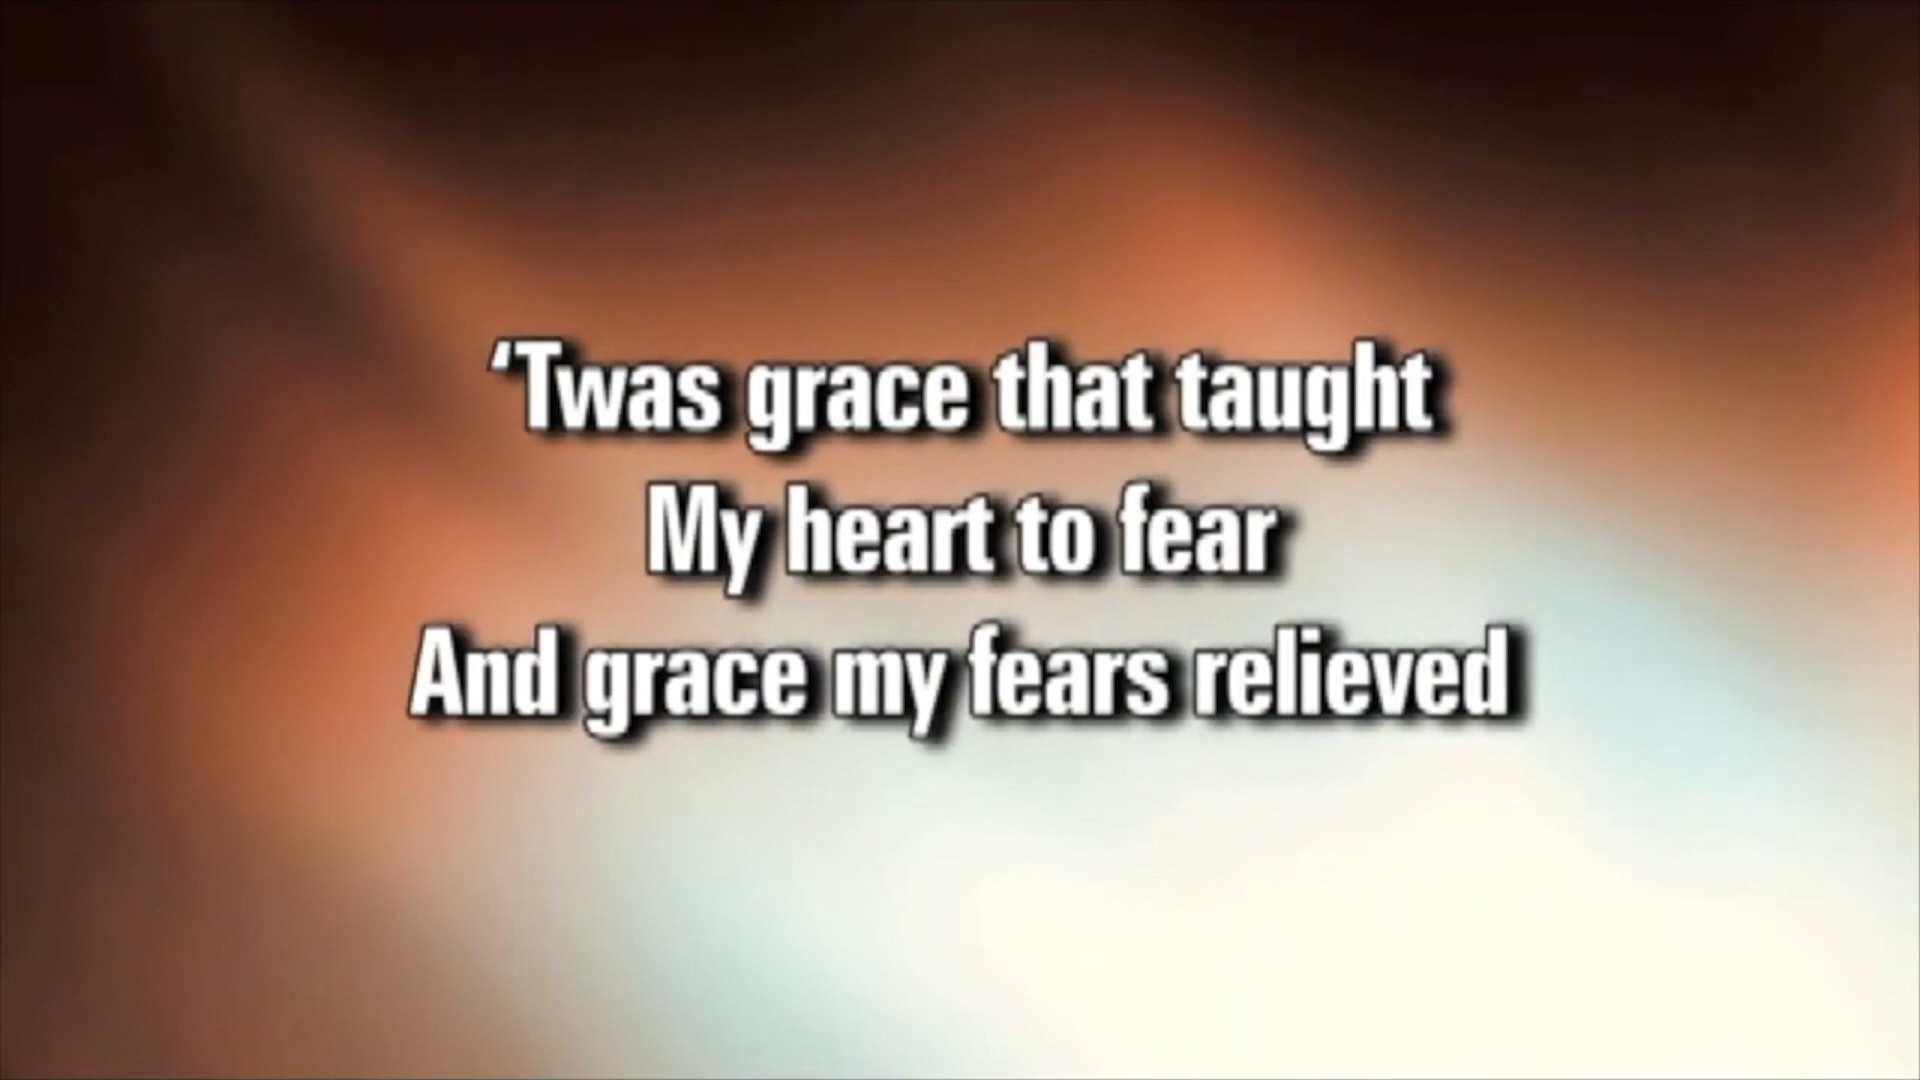 ‘Twas grace that taught
My heart to fear
And grace my fears relieved